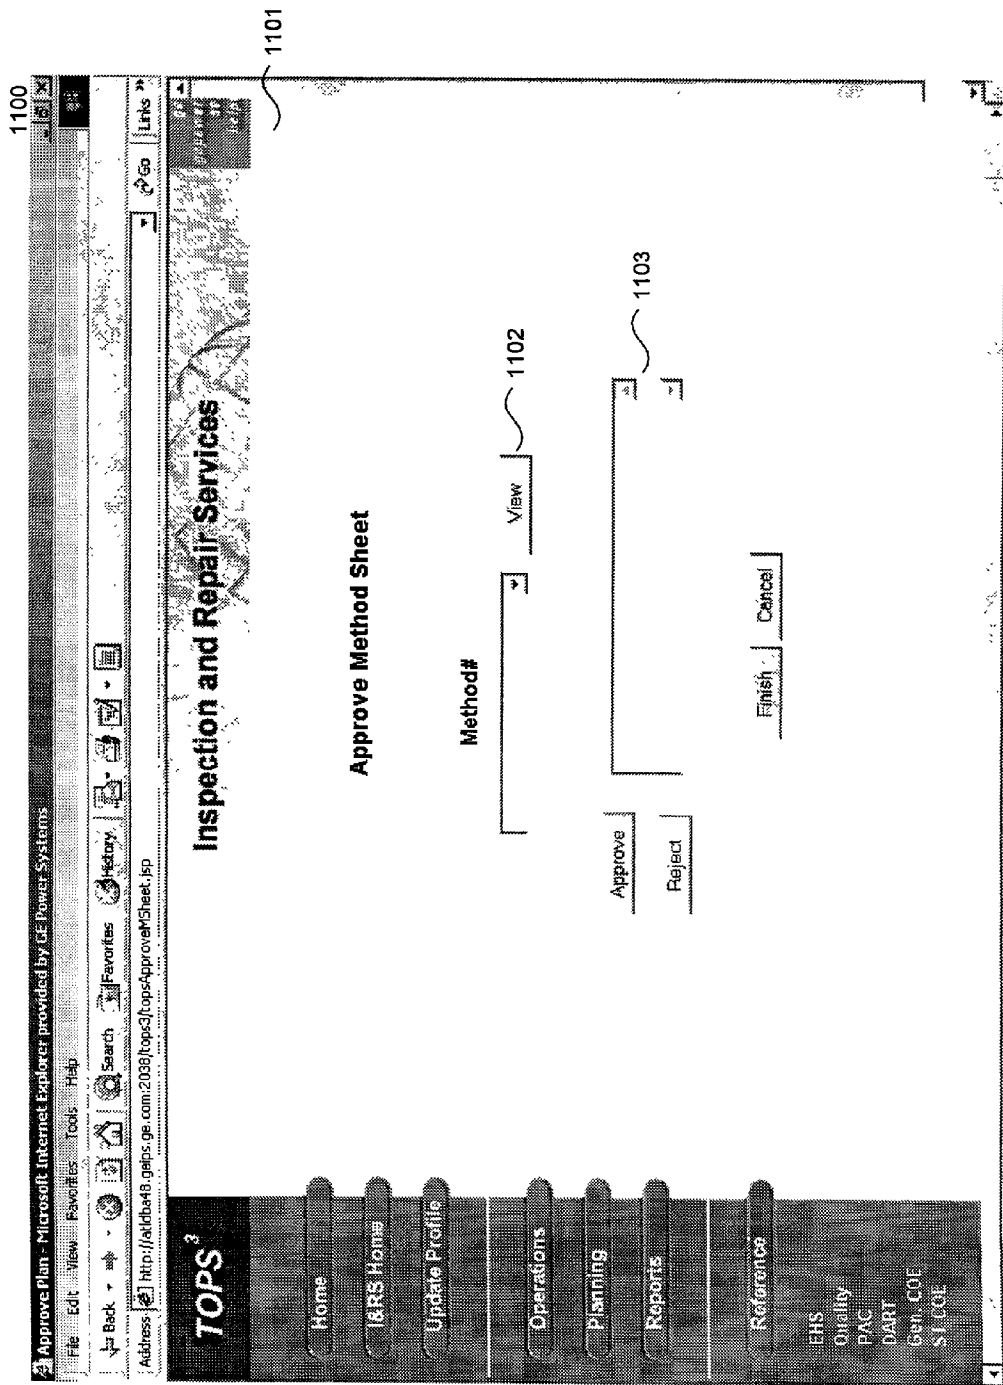 1100
Approve Plan - Microsoft Internet Explorer provided by GE Power Systems
File Edit View Favorites Tools Help
Back Search Favorites History
Address http://atldba48.geips.ge.com:2038/tops3/topsApproveMSheet.jsp Go Links »
TOPS³
Inspection and Repair Services
1101
Home
I&RS Home
Update Profile
Operations
Planning
Reports
Reference
EHS
Quality
PAC
DART
Gen. COE
ST COE
Approve Method Sheet
Method#
View
1102
Approve
Reject
1103
Finish Cancel